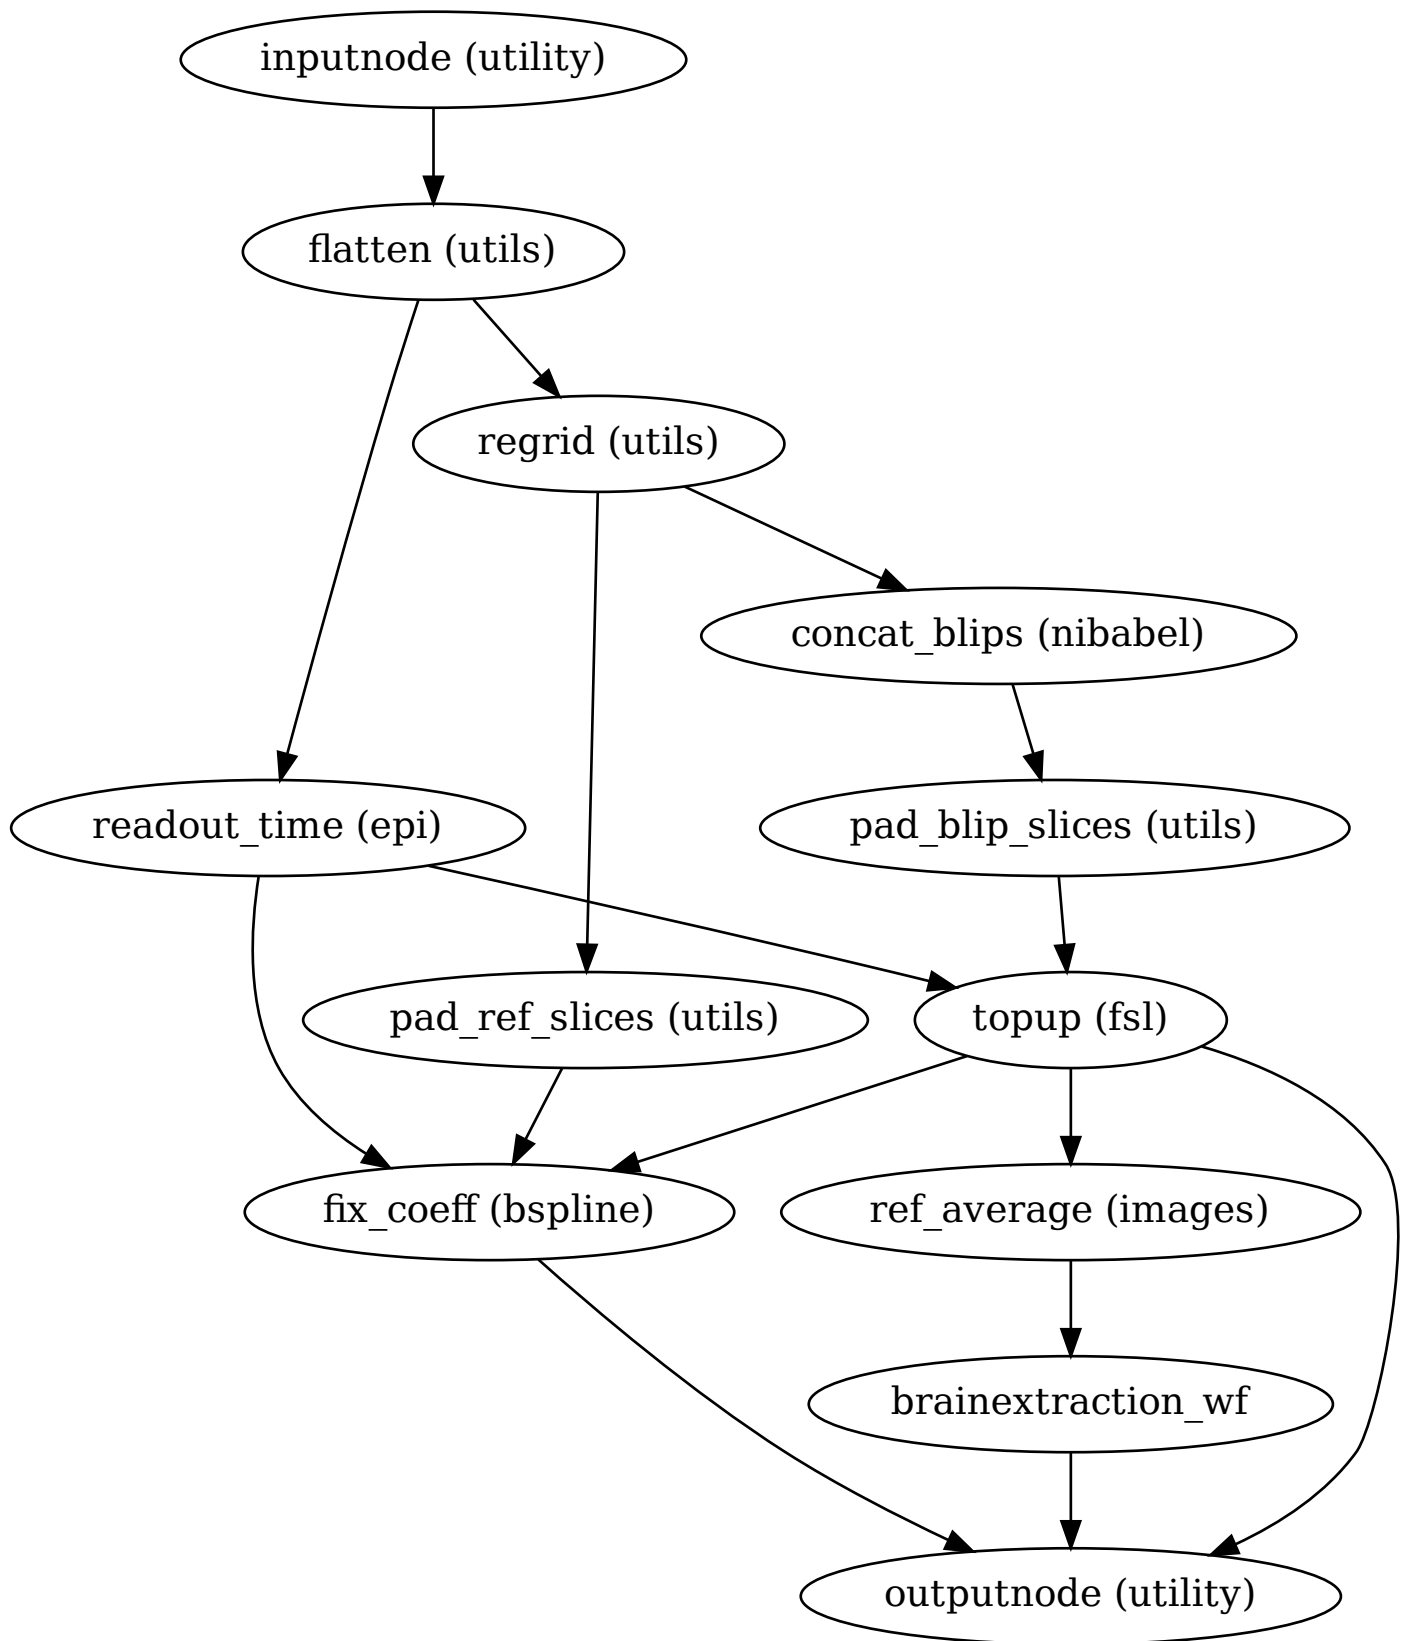 inputnode (utility)
flatten (utils)
regrid (utils)
concat_blips (nibabel)
readout_time (epi)
pad_blip_slices (utils)
pad_ref_slices (utils)
topup (fsl)
fix_coeff (bspline)
ref_average (images)
brainextraction_wf
outputnode (utility)